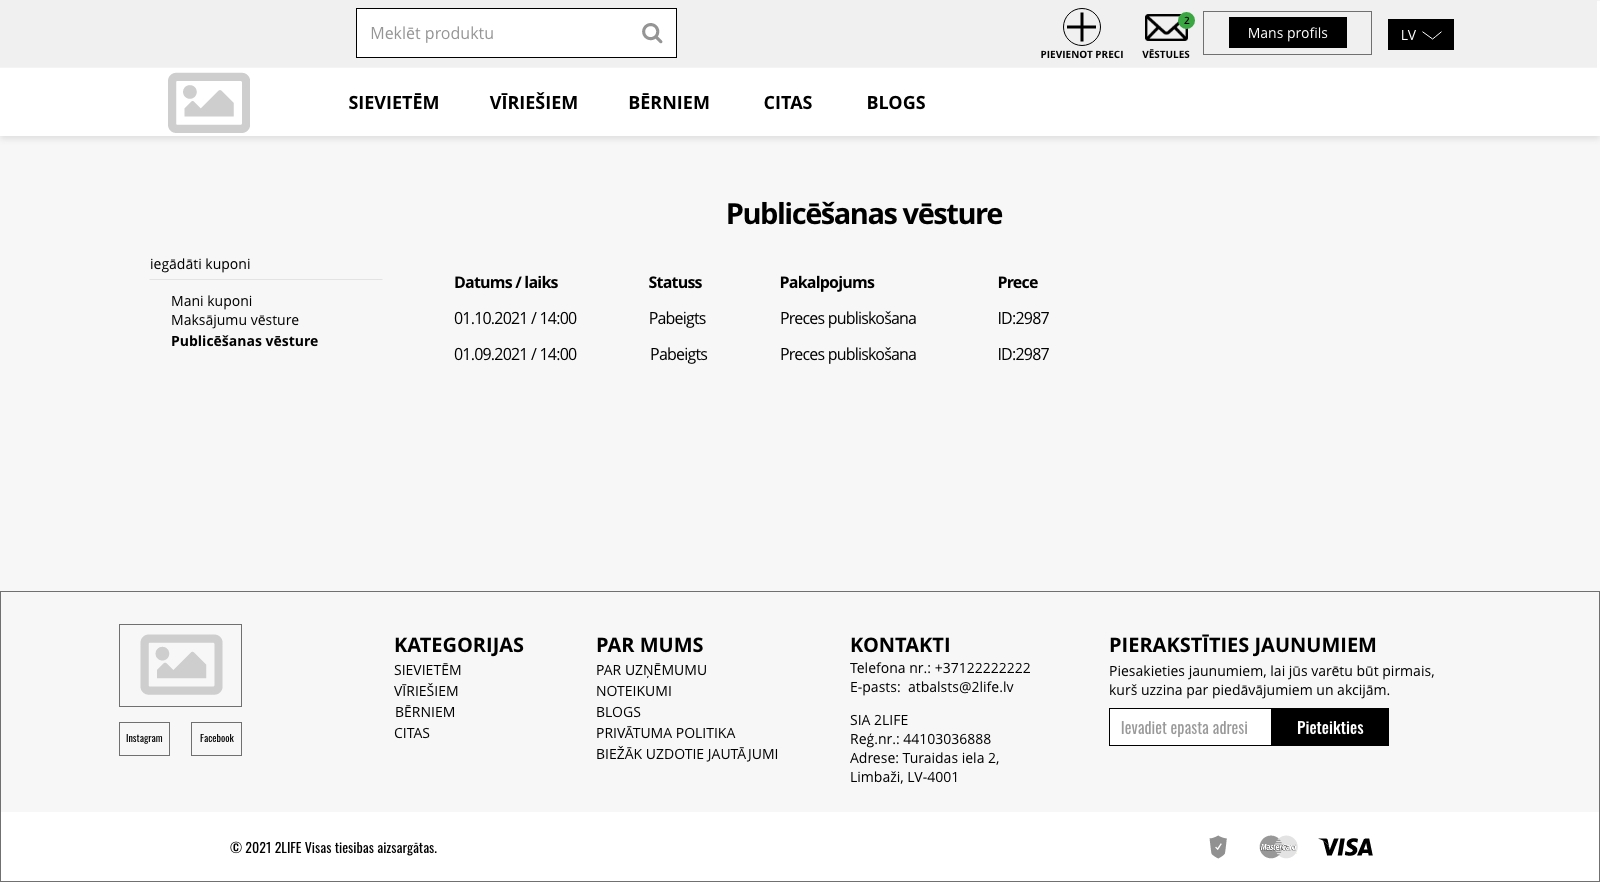 Meklēt produktu
PIEVIENOT PRECI
2
VĒSTULES
Mans profils
LV
SIEVIETĒM VĪRIEŠIEM BĒRNIEM CITAS BLOGS
Publicēšanas vēsture
iegādāti kuponi
Mani kuponi
Maksājumu vēsture
Publicēšanas vēsture
Datums / laiks Statuss Pakalpojums Prece
01.10.2021 / 14:00 Pabeigts Preces publiskošana ID:2987
01.09.2021 / 14:00 Pabeigts Preces publiskošana ID:2987
Instagram Facebook
KATEGORIJAS
SIEVIETĒM
VĪRIEŠIEM
BĒRNIEM
CITAS
PAR MUMS
PAR UZŅĒMUMU
NOTEIKUMI
BLOGS
PRIVĀTUMA POLITIKA
BIEŽĀK UZDOTIE JAUTĀJUMI
KONTAKTI
Telefona nr.: +37122222222
E-pasts: atbalsts@2life.lv
SIA 2LIFE
Reģ.nr.: 44103036888
Adrese: Turaidas iela 2,
Limbaži, LV-4001
PIERAKSTĪTIES JAUNUMIEM
Piesakieties jaunumiem, lai jūs varētu būt pirmais,
kurš uzzina par piedāvājumiem un akcijām.
Ievadiet epasta adresi Pieteikties
© 2021 2LIFE Visas tiesības aizsargātas.
MasterCard VISA